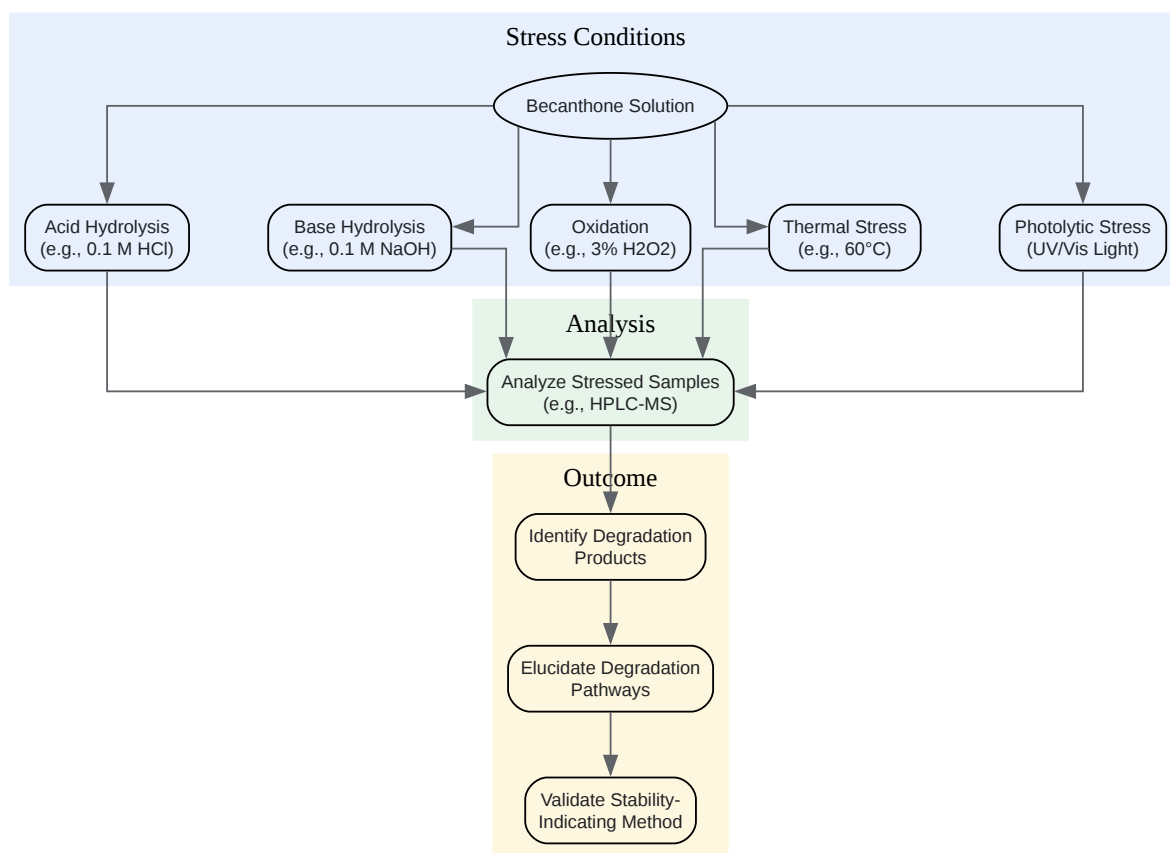 Stress Conditions
Becanthone Solution
Acid Hydrolysis
(e.g., 0.1 M HCl)
Base Hydrolysis
(e.g., 0.1 M NaOH)
Oxidation
(e.g., 3% H2O2)
Thermal Stress
(e.g., 60°C)
Photolytic Stress
(UV/Vis Light)
Analysis
Analyze Stressed Samples
(e.g., HPLC-MS)
Outcome
Identify Degradation
Products
Elucidate Degradation
Pathways
Validate Stability-
Indicating Method